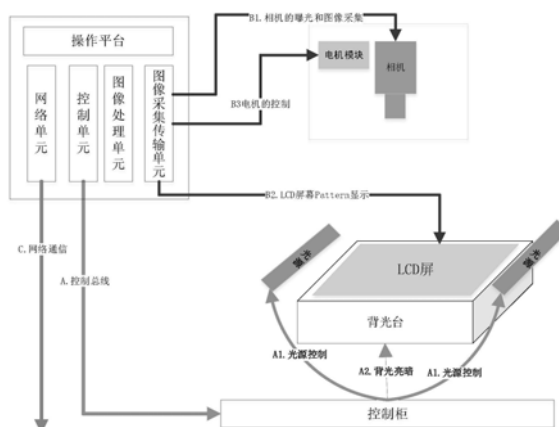 B1.相机的曝光和图像采集
操作平台
电机模块
相机
网络单元
控制单元
图像处理单元
图像采集传输单元
B3电机的控制
B2.LCD屏幕Pattern显示
C.网络通信
A.控制总线
光源
LCD屏
光源
背光台
A1.光源控制
A2.背光亮暗
A1.光源控制
控制柜